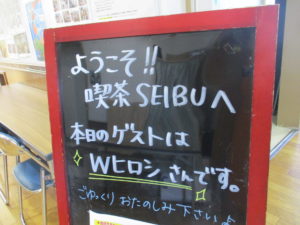 ようこそ!!
喫茶SEIBUへ
本日のゲストは
Wヒロシさんです。
ごゆっくりおたのしみ下さいよ